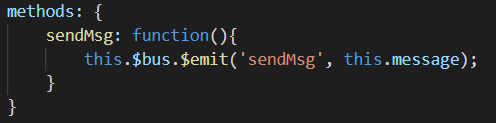 methods: {
    sendMsg: function(){
        this.$bus.$emit('sendMsg', this.message);
    }
}